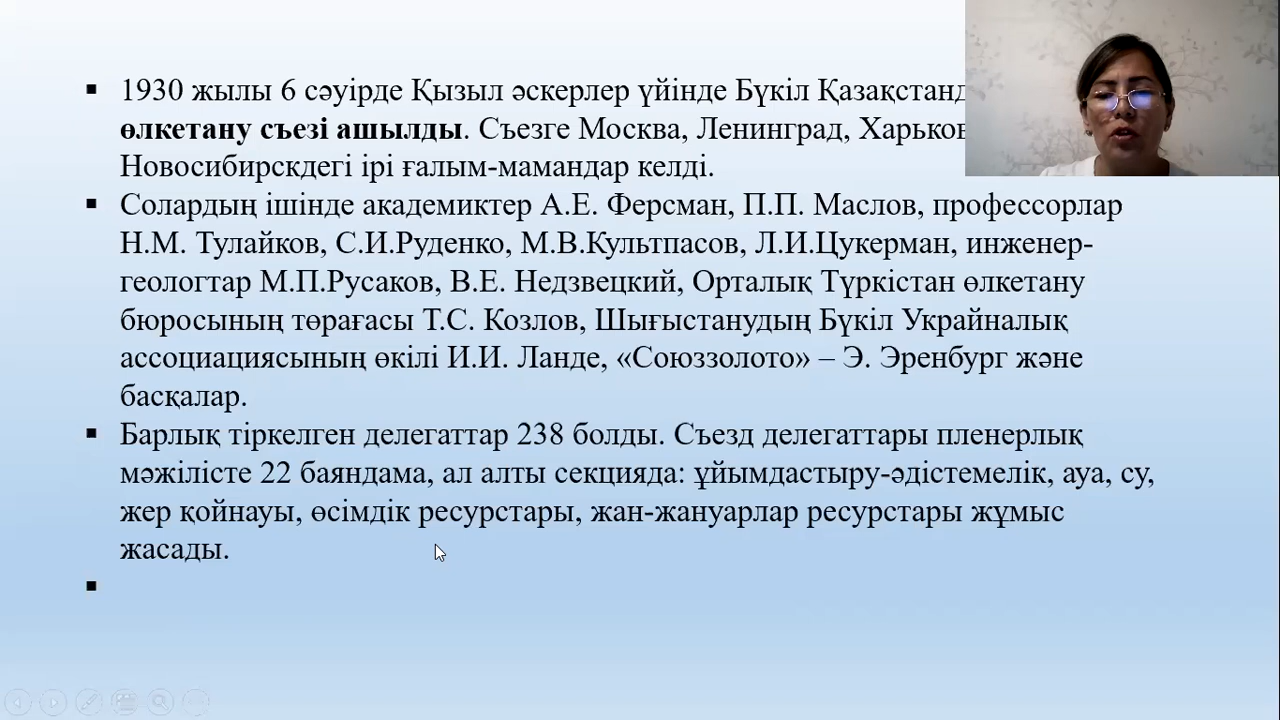 1930 жылы 6 сәуірде Қызыл әскерлер үйінде Бүкіл Қазақстанд
өлкетану съезі ашылды. Съезге Москва, Ленинград, Харьков
Новосибирскдегі ірі ғалым-мамандар келді.
Солардың ішінде академиктер А.Е. Ферсман, П.П. Маслов, профессорлар
Н.М. Тулайков, С.И.Руденко, М.В.Культпасов, Л.И.Цукерман, инженер-
геологтар М.П.Русаков, В.Е. Недзвецкий, Орталық Түркістан өлкетану
бюросының төрағасы Т.С. Козлов, Шығыстанудың Бүкіл Украйналық
ассоциациясының өкілі И.И. Ланде, «Союззолото» – Э. Эренбург және
басқалар.
Барлық тіркелген делегаттар 238 болды. Съезд делегаттары пленерлық
мәжілісте 22 баяндама, ал алты секцияда: ұйымдастыру-әдістемелік, ауа, су,
жер қойнауы, өсімдік ресурстары, жан-жануарлар ресурстары жұмыс
жасады.